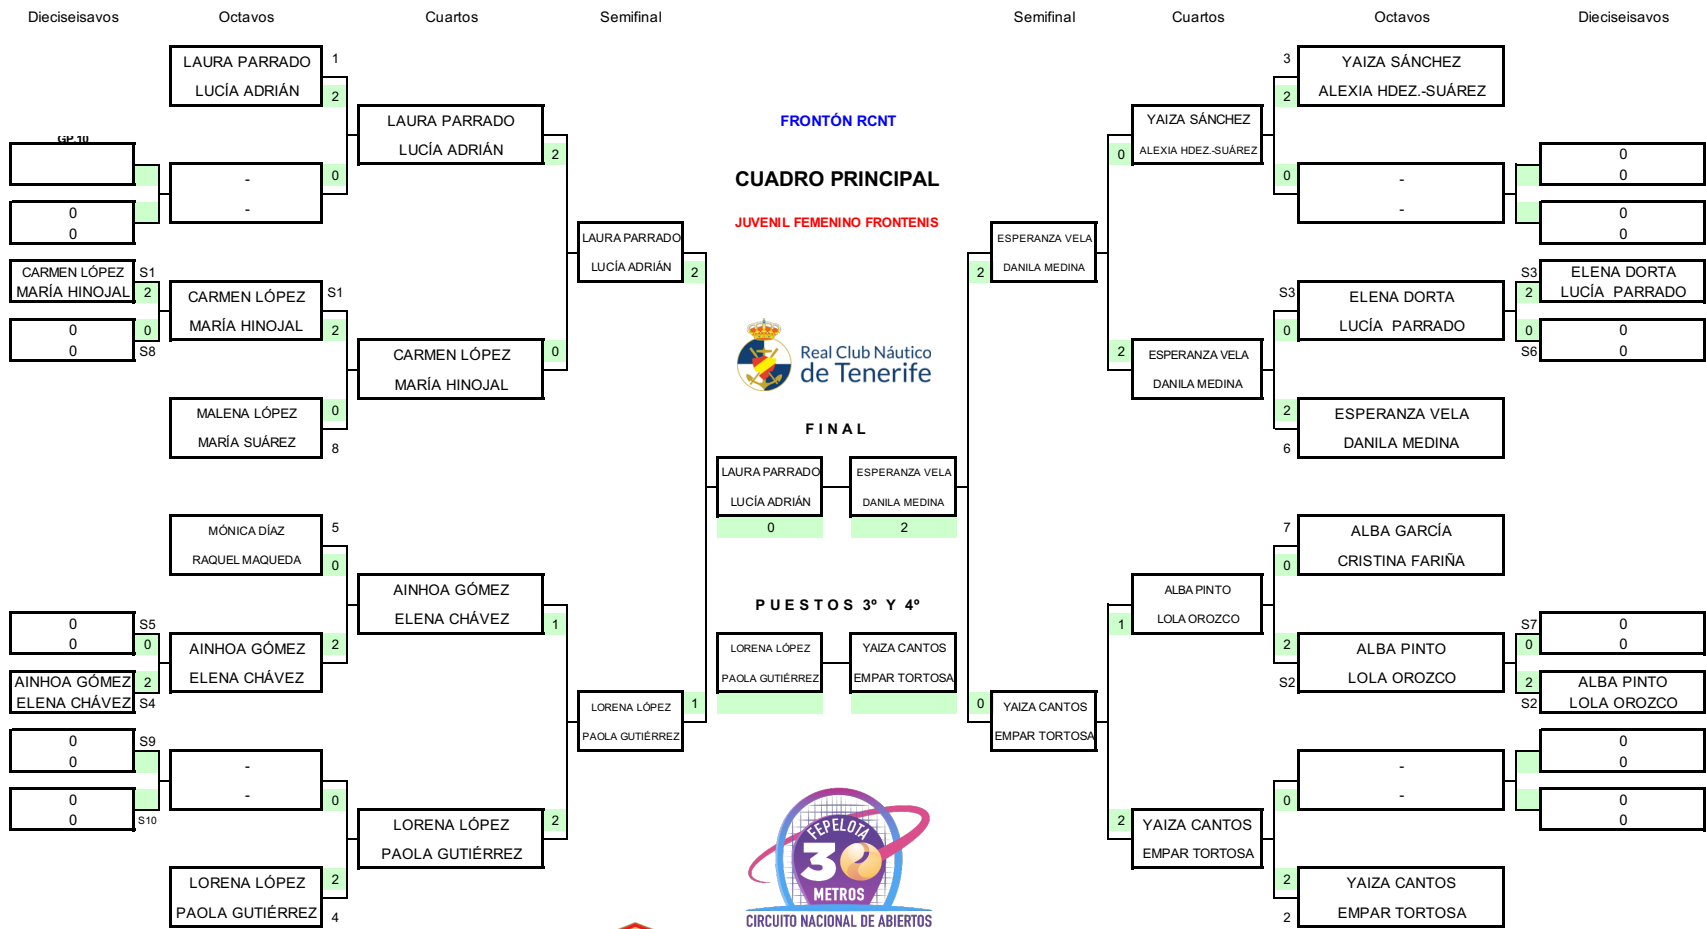 Dieciseisavos Octavos Cuartos Semifinal Semifinal Cuartos Octavos Dieciseisavos
LAURA PARRADO 1
LUCÍA ADRIÁN 2
LAURA PARRADO
LUCÍA ADRIÁN 2
GP.10
- 0
-
0
0
CARMEN LÓPEZ S1
MARÍA HINOJAL 2
0 0
0 S8
CARMEN LÓPEZ S1
MARÍA HINOJAL 2
CARMEN LÓPEZ 0
MARÍA HINOJAL
MALENA LÓPEZ 0
MARÍA SUÁREZ 8
LAURA PARRADO
LUCÍA ADRIÁN 2
MÓNICA DÍAZ 5
RAQUEL MAQUEDA 0
AINHOA GÓMEZ
ELENA CHÁVEZ 1
0 S5
0 0
AINHOA GÓMEZ 2
ELENA CHÁVEZ S4
AINHOA GÓMEZ 2
ELENA CHÁVEZ
0 S9
0
0
0 S10
-
- 0
LORENA LÓPEZ 2
PAOLA GUTIÉRREZ
LORENA LÓPEZ 2
PAOLA GUTIÉRREZ 4
LORENA LÓPEZ 1
PAOLA GUTIÉRREZ
FRONTÓN RCNT
CUADRO PRINCIPAL
JUVENIL FEMENINO FRONTENIS
Real Club Náutico
de Tenerife
FINAL
LAURA PARRADO ESPERANZA VELA
LUCÍA ADRIÁN DANILA MEDINA
0 2
PUESTOS 3º Y 4º
LORENA LÓPEZ YAIZA CANTOS
PAOLA GUTIÉRREZ EMPAR TORTOSA
FEPELOTA
30
METROS
CIRCUITO NACIONAL DE ABIERTOS
ESPERANZA VELA
2 DANILA MEDINA
0 YAIZA CANTOS
EMPAR TORTOSA
YAIZA SÁNCHEZ
0 ALEXIA HDEZ.-SUÁREZ
2 ESPERANZA VELA
DANILA MEDINA
ALBA PINTO
1 LOLA OROZCO
2 YAIZA CANTOS
EMPAR TORTOSA
3 YAIZA SÁNCHEZ
2 ALEXIA HDEZ.-SUÁREZ
0 -
-
0
0
0
0
S3 ELENA DORTA
0 LUCÍA PARRADO
S3 ELENA DORTA
2 LUCÍA PARRADO
0 0
S6 0
2 ESPERANZA VELA
6 DANILA MEDINA
7 ALBA GARCÍA
0 CRISTINA FARIÑA
2 ALBA PINTO
S2 LOLA OROZCO
S7 0
0 0
2 ALBA PINTO
S2 LOLA OROZCO
-
0 -
0
0
0
0
2 YAIZA CANTOS
2 EMPAR TORTOSA